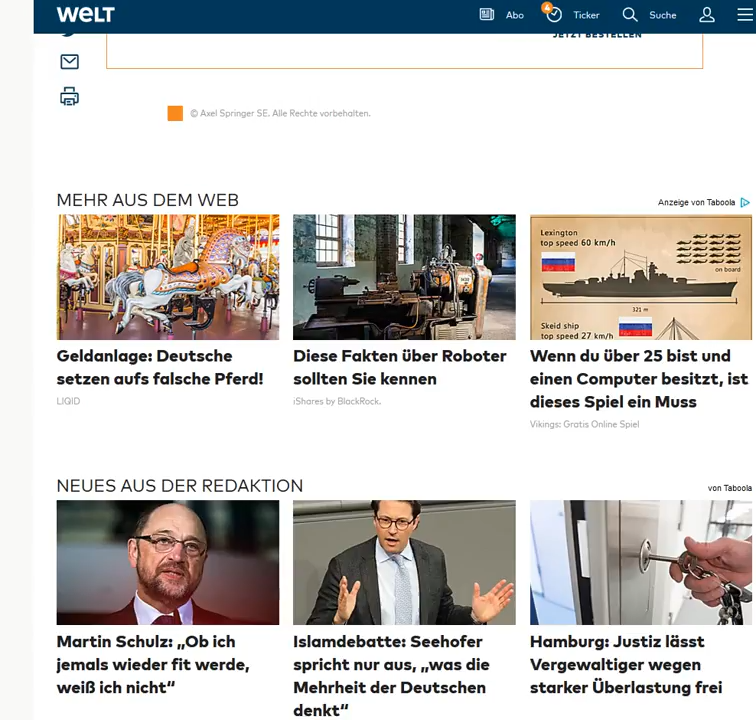 WELT
Abo
4
Ticker
Suche
JETZT BESTELLEN
© Axel Springer SE. Alle Rechte vorbehalten.
MEHR AUS DEM WEB
Anzeige von Taboola
Lexington
top speed 60 km/h
on board
321 m
Skeid ship
top speed 27 km/h
Geldanlage: Deutsche
setzen aufs falsche Pferd!
LIQID
Diese Fakten über Roboter
sollten Sie kennen
iShares by BlackRock.
Wenn du über 25 bist und
einen Computer besitzt, ist
dieses Spiel ein Muss
Vikings: Gratis Online Spiel
NEUES AUS DER REDAKTION
von Taboola
Martin Schulz: „Ob ich
jemals wieder fit werde,
weiß ich nicht“
Islamdebatte: Seehofer
spricht nur aus, „was die
Mehrheit der Deutschen
denkt“
Hamburg: Justiz lässt
Vergewaltiger wegen
starker Überlastung frei